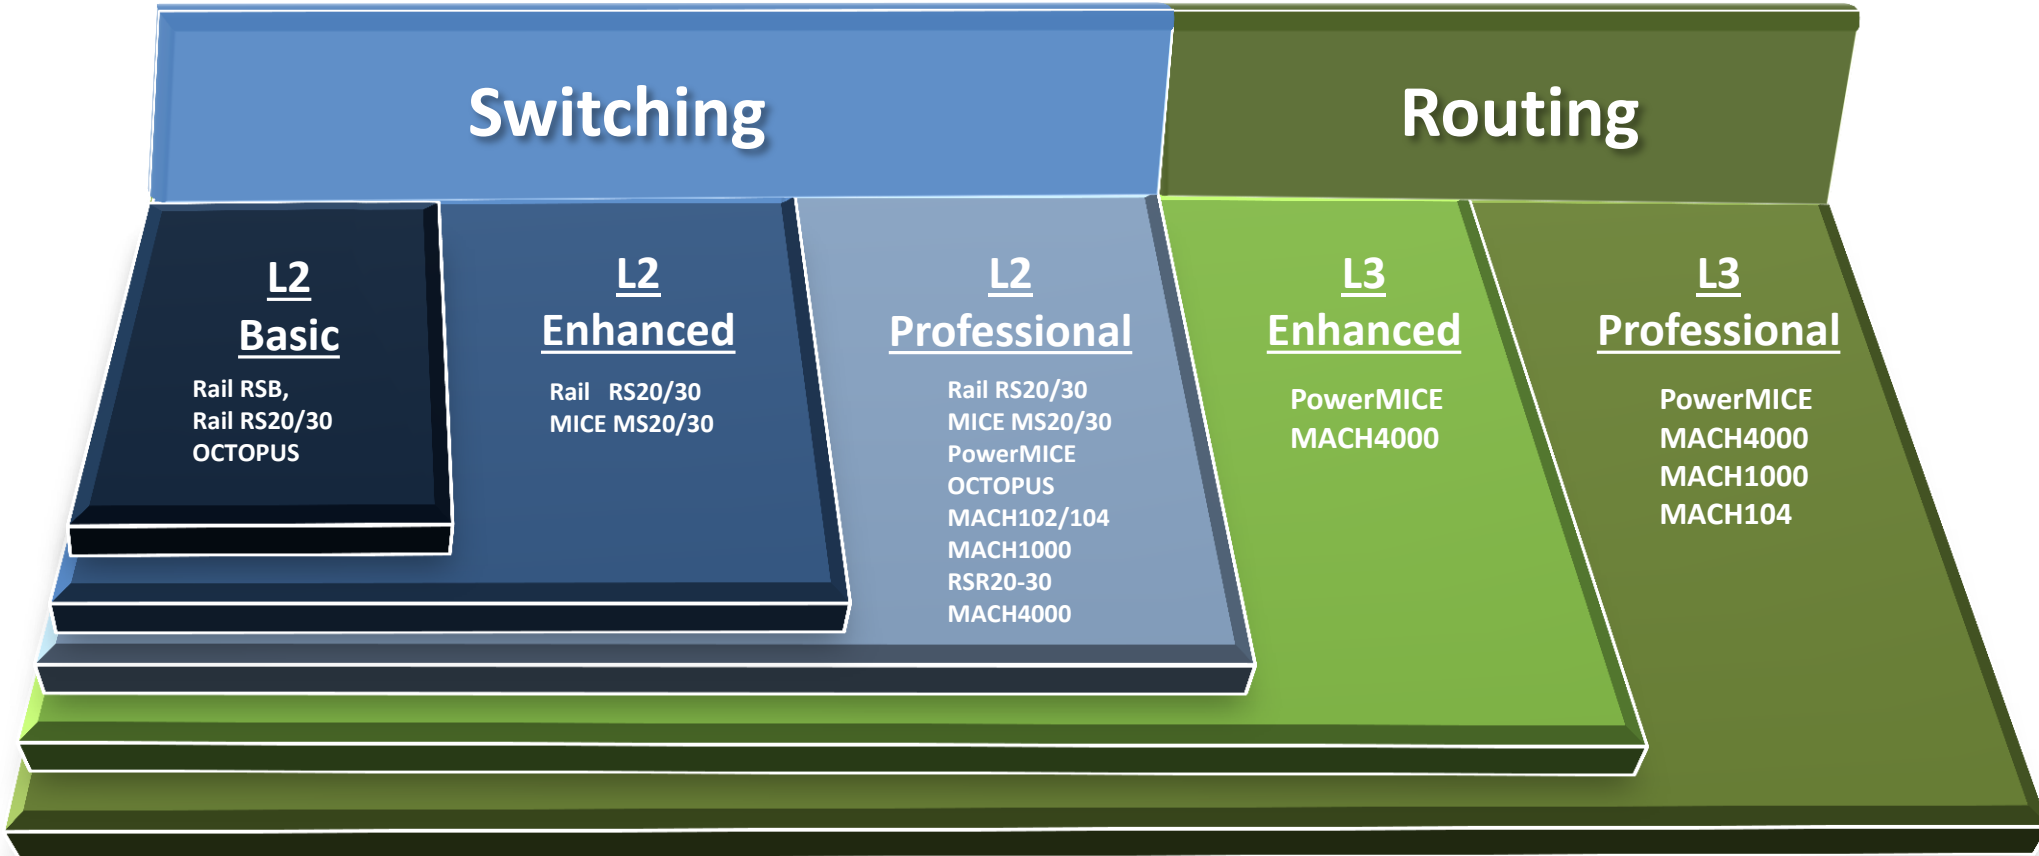 Switching
Routing
L2
Basic
Rail RSB,
Rail RS20/30
OCTOPUS
L2
Enhanced
Rail RS20/30
MICE MS20/30
L2
Professional
Rail RS20/30
MICE MS20/30
PowerMICE
OCTOPUS
MACH102/104
MACH1000
RSR20-30
MACH4000
L3
Enhanced
PowerMICE
MACH4000
L3
Professional
PowerMICE
MACH4000
MACH1000
MACH104